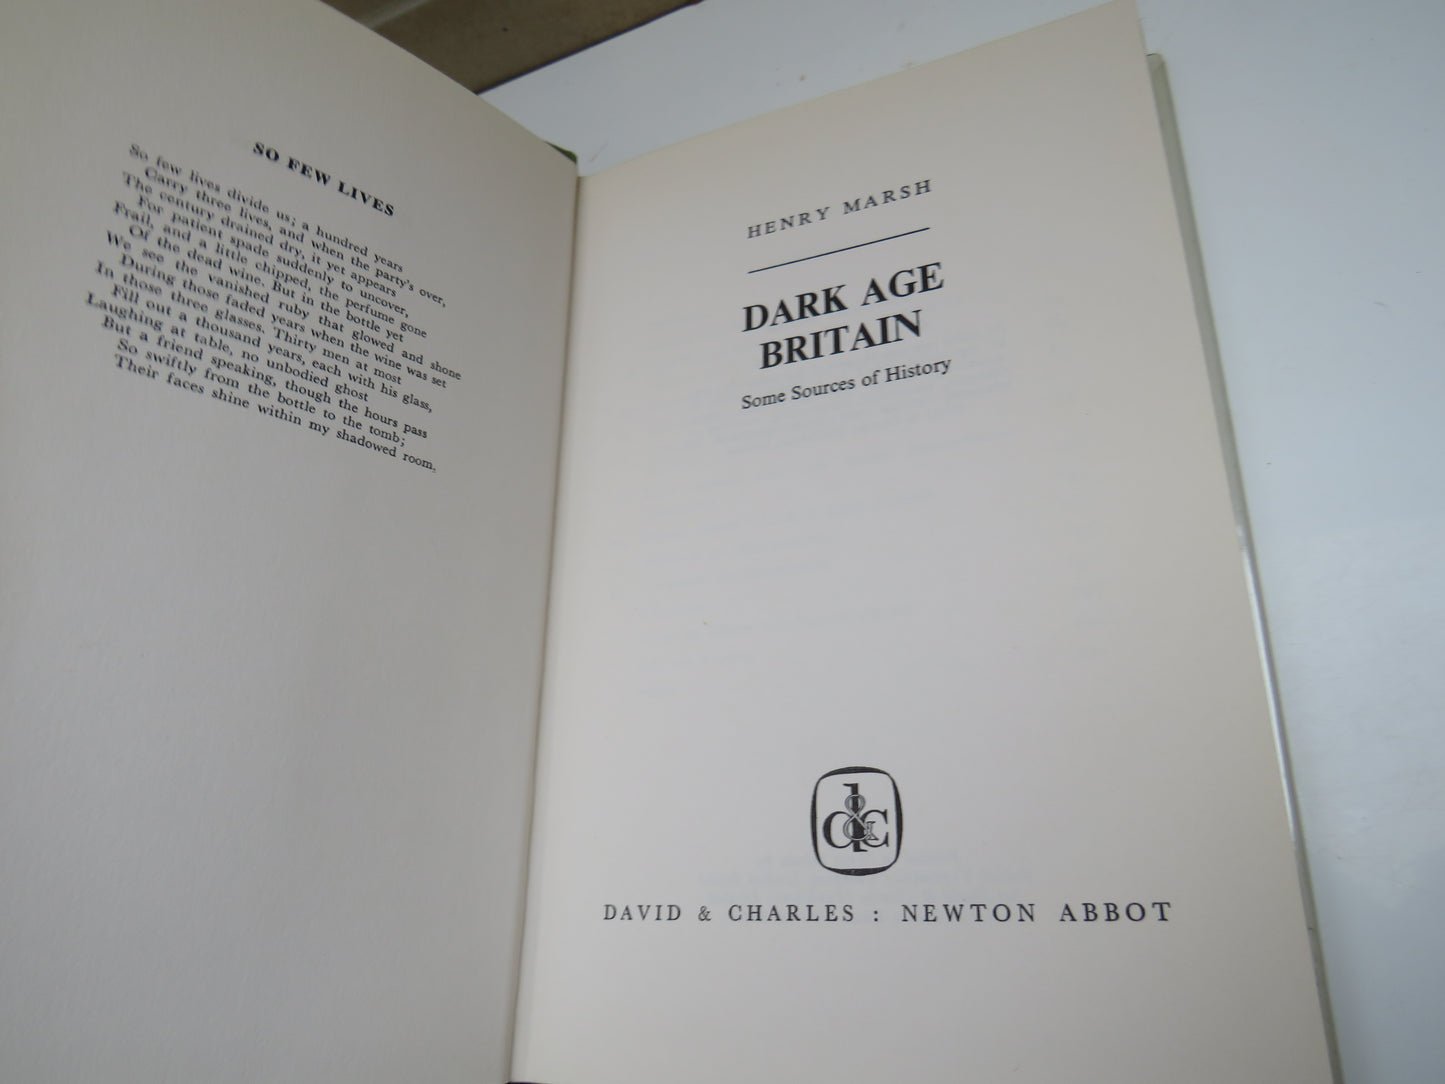 SO FEW LIVES
So few lives divide us; a hundred years
Carry three lives, and when the party's over,
The century drained dry, it yet appears
For patient spade suddenly to uncover,
Frail, and a little chipped, the perfume gone
Of the dead wine. But in the bottle yet
We see the vanished ruby that glowed and shone
During those faded years when the wine was set
In those three glasses. Thirty men at most
Fill out a thousand years, each with his glass,
Laughing at table, no unbodied ghost
But a friend speaking, though the hours pass
So swiftly from the bottle to the tomb;
Their faces shine within my shadowed room.
HENRY MARSH
DARK AGE
BRITAIN
Some Sources of History
d&c
DAVID & CHARLES : NEWTON ABBOT